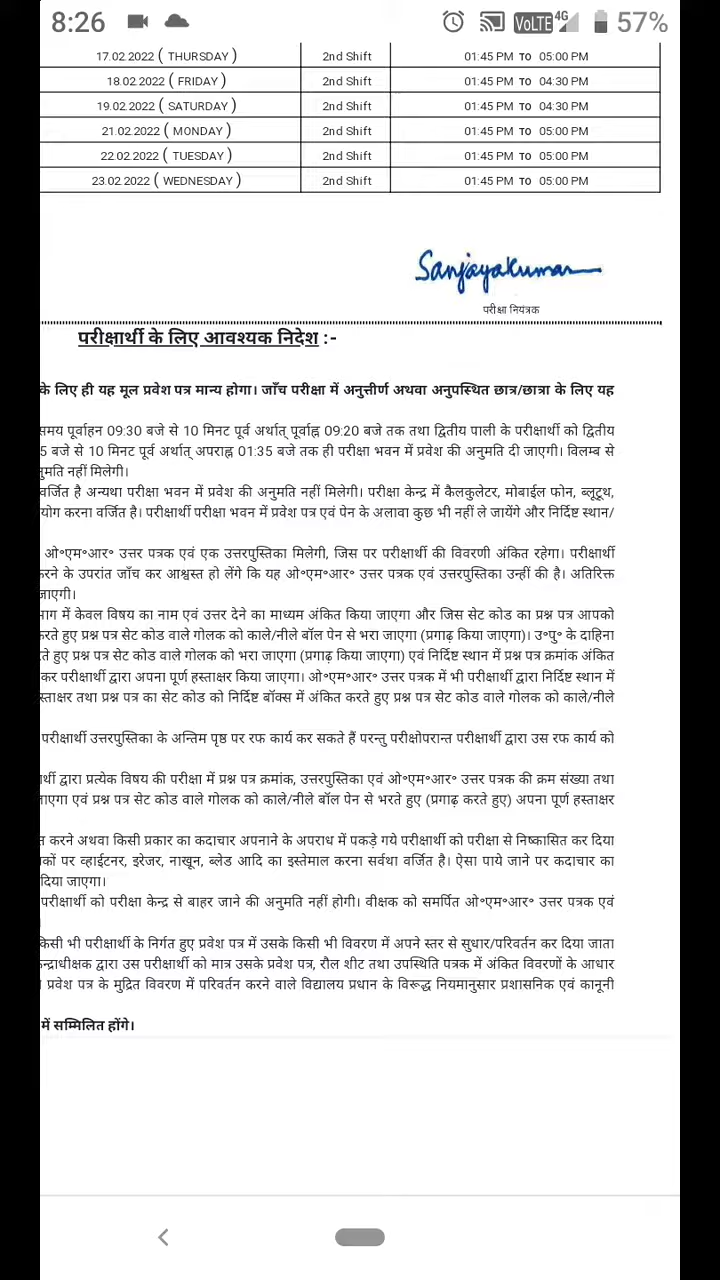 8:26 VoLTE 4G 57%
17.02.2022 ( THURSDAY ) 2nd Shift 01:45 PM TO 05:00 PM
18.02.2022 ( FRIDAY ) 2nd Shift 01:45 PM TO 04:30 PM
19.02.2022 ( SATURDAY ) 2nd Shift 01:45 PM TO 04:30 PM
21.02.2022 ( MONDAY ) 2nd Shift 01:45 PM TO 05:00 PM
22.02.2022 ( TUESDAY ) 2nd Shift 01:45 PM TO 05:00 PM
23.02.2022 ( WEDNESDAY ) 2nd Shift 01:45 PM TO 05:00 PM
Sanjayakumar
परीक्षा नियंत्रक
परीक्षार्थी के लिए आवश्यक निदेश :-
के लिए ही यह मूल प्रवेश पत्र मान्य होगा। जाँच परीक्षा में अनुत्तीर्ण अथवा अनुपस्थित छात्र/छात्रा के लिए यह
समय पूर्वाहन 09:30 बजे से 10 मिनट पूर्व अर्थात् पूर्वाह्न 09:20 बजे तक तथा द्वितीय पाली के परीक्षार्थी को द्वितीय
5 बजे से 10 मिनट पूर्व अर्थात् अपराह्न 01:35 बजे तक ही परीक्षा भवन में प्रवेश की अनुमति दी जाएगी। विलम्ब से
नुमति नहीं मिलेगी।
वर्जित है अन्यथा परीक्षा भवन में प्रवेश की अनुमति नहीं मिलेगी। परीक्षा केन्द्र में कैलकुलेटर, मोबाईल फोन, ब्लूटूथ,
योग करना वर्जित है। परीक्षार्थी परीक्षा भवन में प्रवेश पत्र एवं पेन के अलावा कुछ भी नहीं ले जायेंगे और निर्दिष्ट स्थान/
ओ॰एम॰आर॰ उत्तर पत्रक एवं एक उत्तरपुस्तिका मिलेगी, जिस पर परीक्षार्थी की विवरणी अंकित रहेगा। परीक्षार्थी
करने के उपरांत जाँच कर आश्वस्त हो लेंगे कि यह ओ॰एम॰आर॰ उत्तर पत्रक एवं उत्तरपुस्तिका उन्हीं की है। अतिरिक्त
जाएगी।
भाग में केवल विषय का नाम एवं उत्तर देने का माध्यम अंकित किया जाएगा और जिस सेट कोड का प्रश्न पत्र आपको
करते हुए प्रश्न पत्र सेट कोड वाले गोलक को काले/नीले बॉल पेन से भरा जाएगा (प्रगाढ़ किया जाएगा)। उ॰पु॰ के दाहिना
ते हुए प्रश्न पत्र सेट कोड वाले गोलक को भरा जाएगा (प्रगाढ़ किया जाएगा) एवं निर्दिष्ट स्थान में प्रश्न पत्र क्रमांक अंकित
कर परीक्षार्थी द्वारा अपना पूर्ण हस्ताक्षर किया जाएगा। ओ॰एम॰आर॰ उत्तर पत्रक में भी परीक्षार्थी द्वारा निर्दिष्ट स्थान में
स्ताक्षर तथा प्रश्न पत्र का सेट कोड को निर्दिष्ट बॉक्स में अंकित करते हुए प्रश्न पत्र सेट कोड वाले गोलक को काले/नीले
परीक्षार्थी उत्तरपुस्तिका के अन्तिम पृष्ठ पर रफ कार्य कर सकते हैं परन्तु परीक्षोपरान्त परीक्षार्थी द्वारा उस रफ कार्य को
र्थी द्वारा प्रत्येक विषय की परीक्षा में प्रश्न पत्र क्रमांक, उत्तरपुस्तिका एवं ओ॰एम॰आर॰ उत्तर पत्रक की क्रम संख्या तथा
जाएगा एवं प्रश्न पत्र सेट कोड वाले गोलक को काले/नीले बॉल पेन से भरते हुए (प्रगाढ़ करते हुए) अपना पूर्ण हस्ताक्षर
न करने अथवा किसी प्रकार का कदाचार अपनाने के अपराध में पकड़े गये परीक्षार्थी को परीक्षा से निष्कासित कर दिया
कों पर व्हाईटनर, इरेजर, नाखून, ब्लेड आदि का इस्तेमाल करना सर्वथा वर्जित है। ऐसा पाये जाने पर कदाचार का
दिया जाएगा।
परीक्षार्थी को परीक्षा केन्द्र से बाहर जाने की अनुमति नहीं होगी। वीक्षक को समर्पित ओ॰एम॰आर॰ उत्तर पत्रक एवं
।
किसी भी परीक्षार्थी के निर्गत हुए प्रवेश पत्र में उसके किसी भी विवरण में अपने स्तर से सुधार/परिवर्तन कर दिया जाता
न्द्राधीक्षक द्वारा उस परीक्षार्थी को मात्र उसके प्रवेश पत्र, रौल शीट तथा उपस्थिति पत्रक में अंकित विवरणों के आधार
प्रवेश पत्र के मुद्रित विवरण में परिवर्तन करने वाले विद्यालय प्रधान के विरूद्ध नियमानुसार प्रशासनिक एवं कानूनी
में सम्मिलित होंगे।